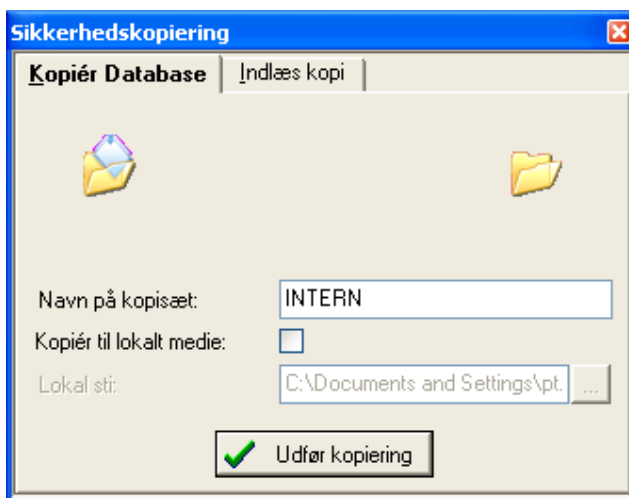 Sikkerhedskopiering
Kopiér Database Indlæs kopi
Navn på kopisæt: INTERN
Kopiér til lokalt medie:
Lokal sti: C:\Documents and Settings\pt. ...
Udfør kopiering